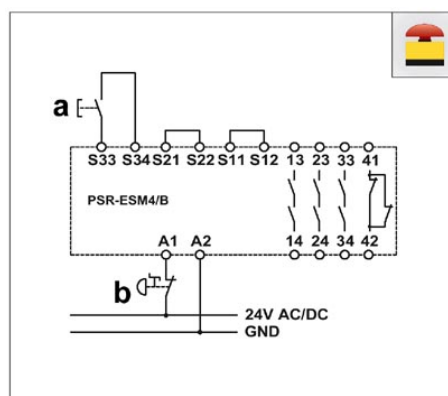 a
S33 S34 S21 S22 S11 S12 13 23 33 41
PSR-ESM4/B
A1 A2 14 24 34 42
b
24V AC/DC
GND